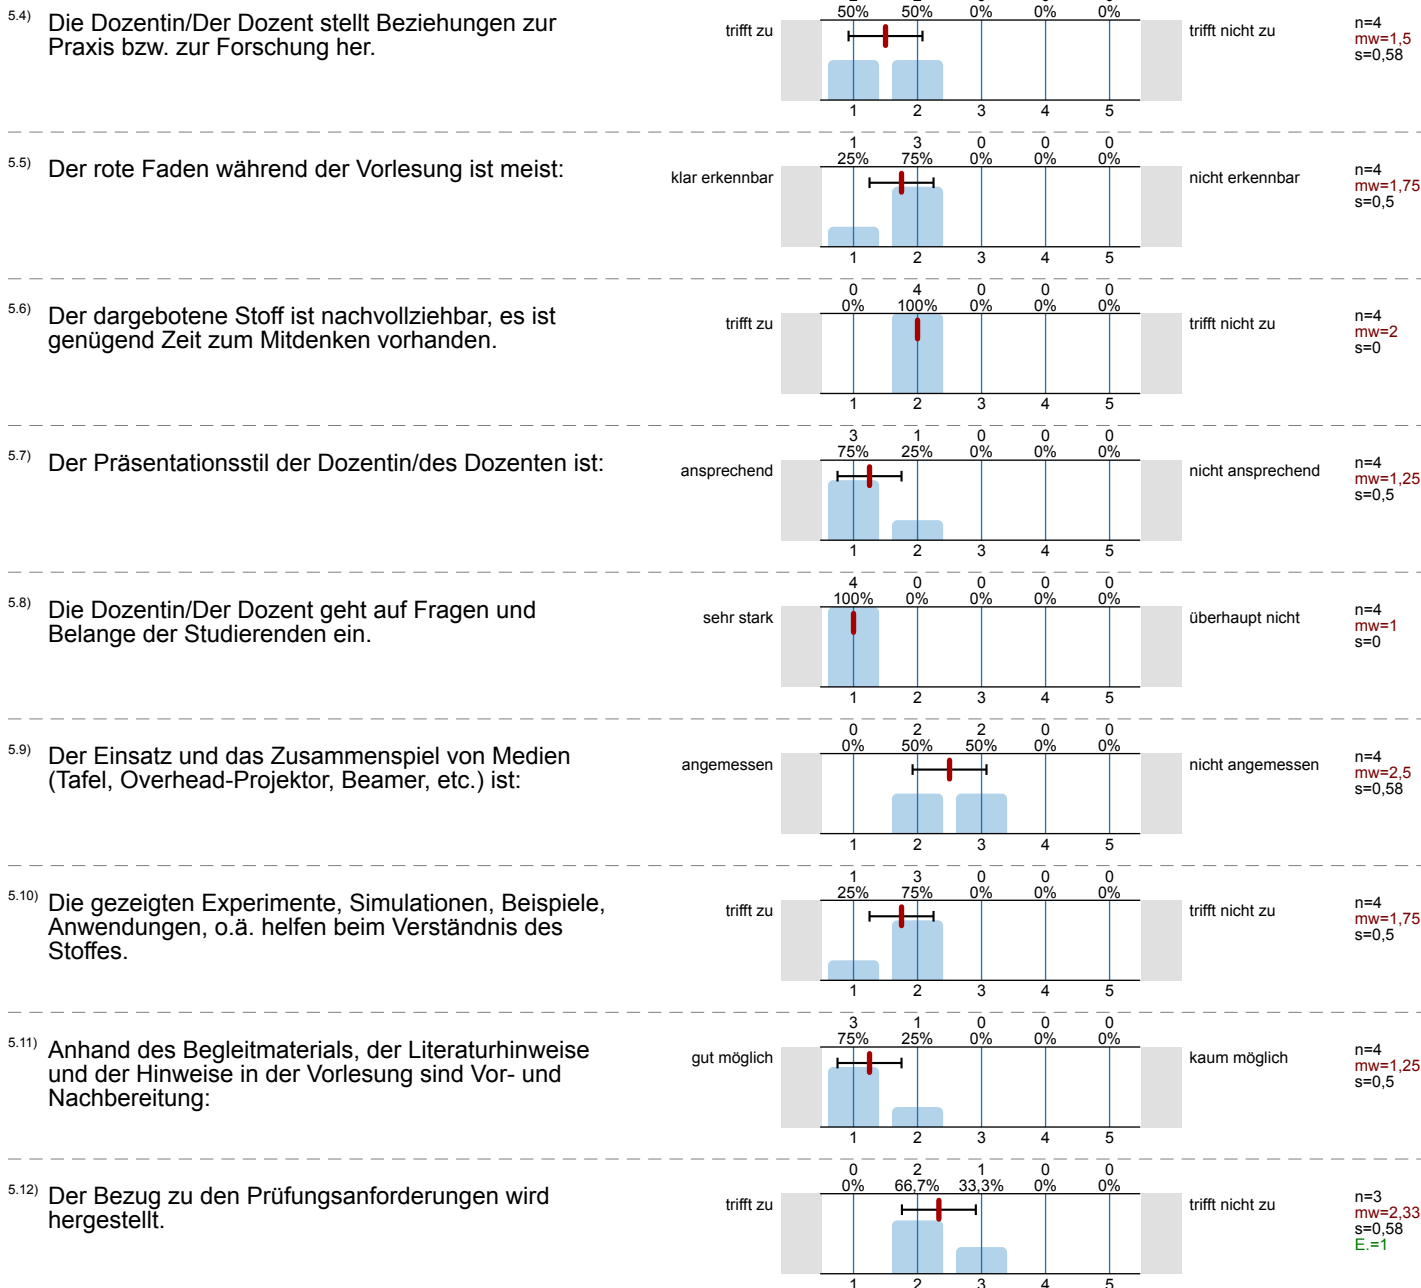 5.4) Die Dozentin/Der Dozent stellt Beziehungen zur
Praxis bzw. zur Forschung her.
trifft zu
50% 50% 0% 0% 0%
1 2 3 4 5
trifft nicht zu
n=4
mw=1,5
s=0,58
5.5) Der rote Faden während der Vorlesung ist meist:
klar erkennbar
1 3 0 0 0
25% 75% 0% 0% 0%
1 2 3 4 5
nicht erkennbar
n=4
mw=1,75
s=0,5
5.6) Der dargebotene Stoff ist nachvollziehbar, es ist
genügend Zeit zum Mitdenken vorhanden.
trifft zu
0 4 0 0 0
0% 100% 0% 0% 0%
1 2 3 4 5
trifft nicht zu
n=4
mw=2
s=0
5.7) Der Präsentationsstil der Dozentin/des Dozenten ist:
ansprechend
3 1 0 0 0
75% 25% 0% 0% 0%
1 2 3 4 5
nicht ansprechend
n=4
mw=1,25
s=0,5
5.8) Die Dozentin/Der Dozent geht auf Fragen und
Belange der Studierenden ein.
sehr stark
4 0 0 0 0
100% 0% 0% 0% 0%
1 2 3 4 5
überhaupt nicht
n=4
mw=1
s=0
5.9) Der Einsatz und das Zusammenspiel von Medien
(Tafel, Overhead-Projektor, Beamer, etc.) ist:
angemessen
0 2 2 0 0
0% 50% 50% 0% 0%
1 2 3 4 5
nicht angemessen
n=4
mw=2,5
s=0,58
5.10) Die gezeigten Experimente, Simulationen, Beispiele,
Anwendungen, o.ä. helfen beim Verständnis des
Stoffes.
trifft zu
1 3 0 0 0
25% 75% 0% 0% 0%
1 2 3 4 5
trifft nicht zu
n=4
mw=1,75
s=0,5
5.11) Anhand des Begleitmaterials, der Literaturhinweise
und der Hinweise in der Vorlesung sind Vor- und
Nachbereitung:
gut möglich
3 1 0 0 0
75% 25% 0% 0% 0%
1 2 3 4 5
kaum möglich
n=4
mw=1,25
s=0,5
5.12) Der Bezug zu den Prüfungsanforderungen wird
hergestellt.
trifft zu
0 2 1 0 0
0% 66,7% 33,3% 0% 0%
1 2 3 4 5
trifft nicht zu
n=3
mw=2,33
s=0,58
E.=1